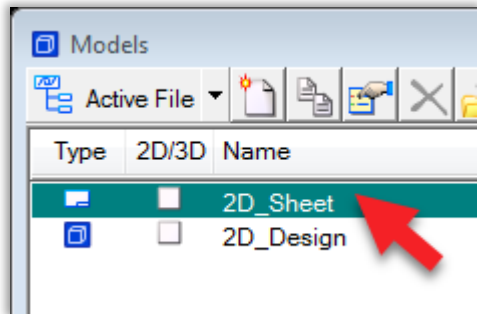 Models
Active File
Type 2D/3D Name
2D_Sheet
2D_Design